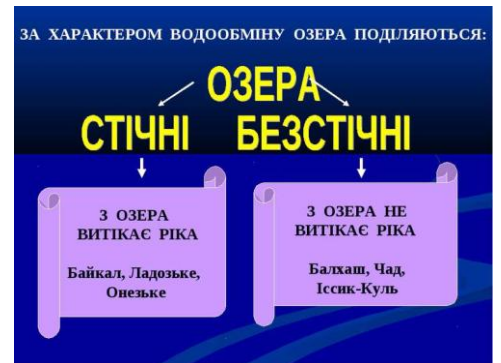 ЗА ХАРАКТЕРОМ ВОДООБМІНУ ОЗЕРА ПОДІЛЯЮТЬСЯ:
ОЗЕРА
СТІЧНІ БЕЗСТІЧНІ
З ОЗЕРА
ВИТІКАЄ РІКА
Байкал, Ладозьке,
Онезьке
З ОЗЕРА НЕ
ВИТІКАЄ РІКА
Балхаш, Чад,
Іссик-Куль